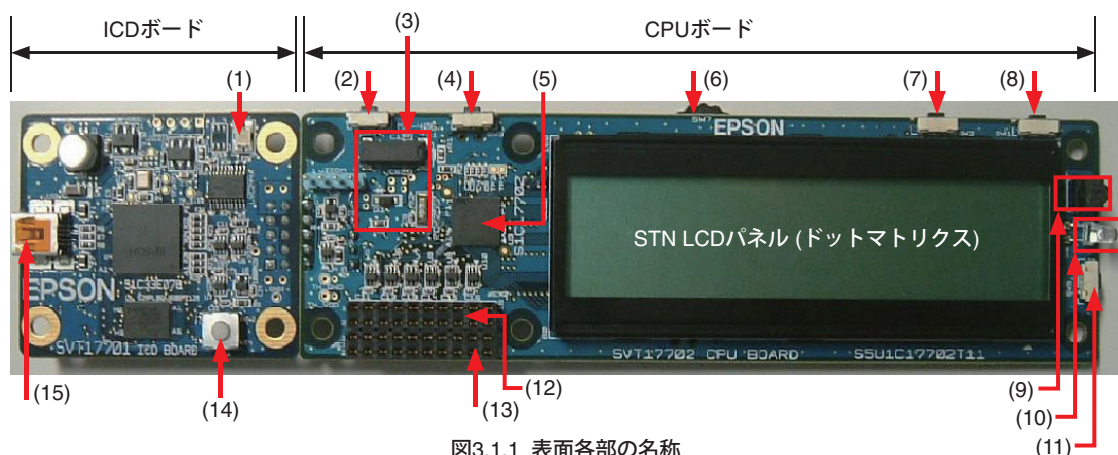 ICDボード
CPUボード
(1)
(2)
(3)
(4)
(5)
(6)
(7)
(8)
SW7
EPSON
S1C17702
STN LCDパネル (ドットマトリクス)
EPSON
S1C33E07B
SVT17701 ICD BOARD
SVT17702 CPU BOARD
S5U1C17702T11
(9)
(10)
(11)
(12)
(13)
(14)
(15)
図3.1.1 表面各部の名称